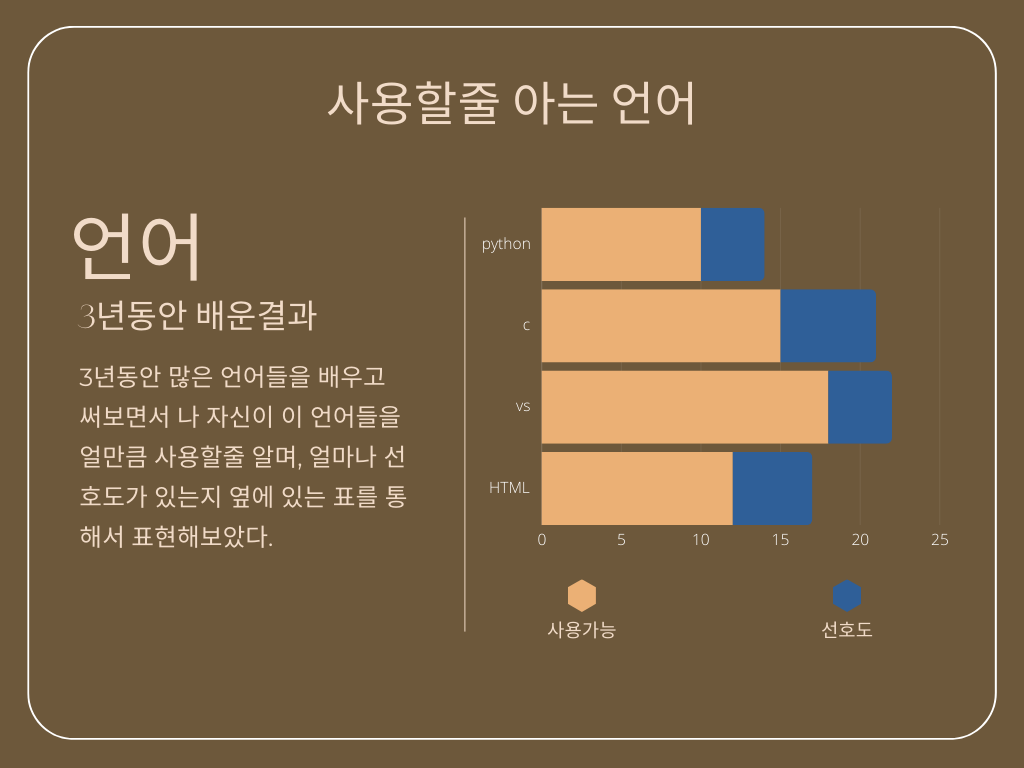 사용할줄 아는 언어
언어
3년동안 배운결과
3년동안 많은 언어들을 배우고
써보면서 나 자신이 이 언어들을
얼만큼 사용할줄 알며, 얼마나 선
호도가 있는지 옆에 있는 표를 통
해서 표현해보았다.
python
c
vs
HTML
0 5 10 15 20 25
사용가능 선호도